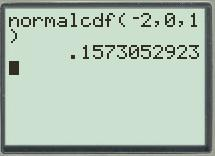 normalcdf(-2,0,1
)
.1573052923